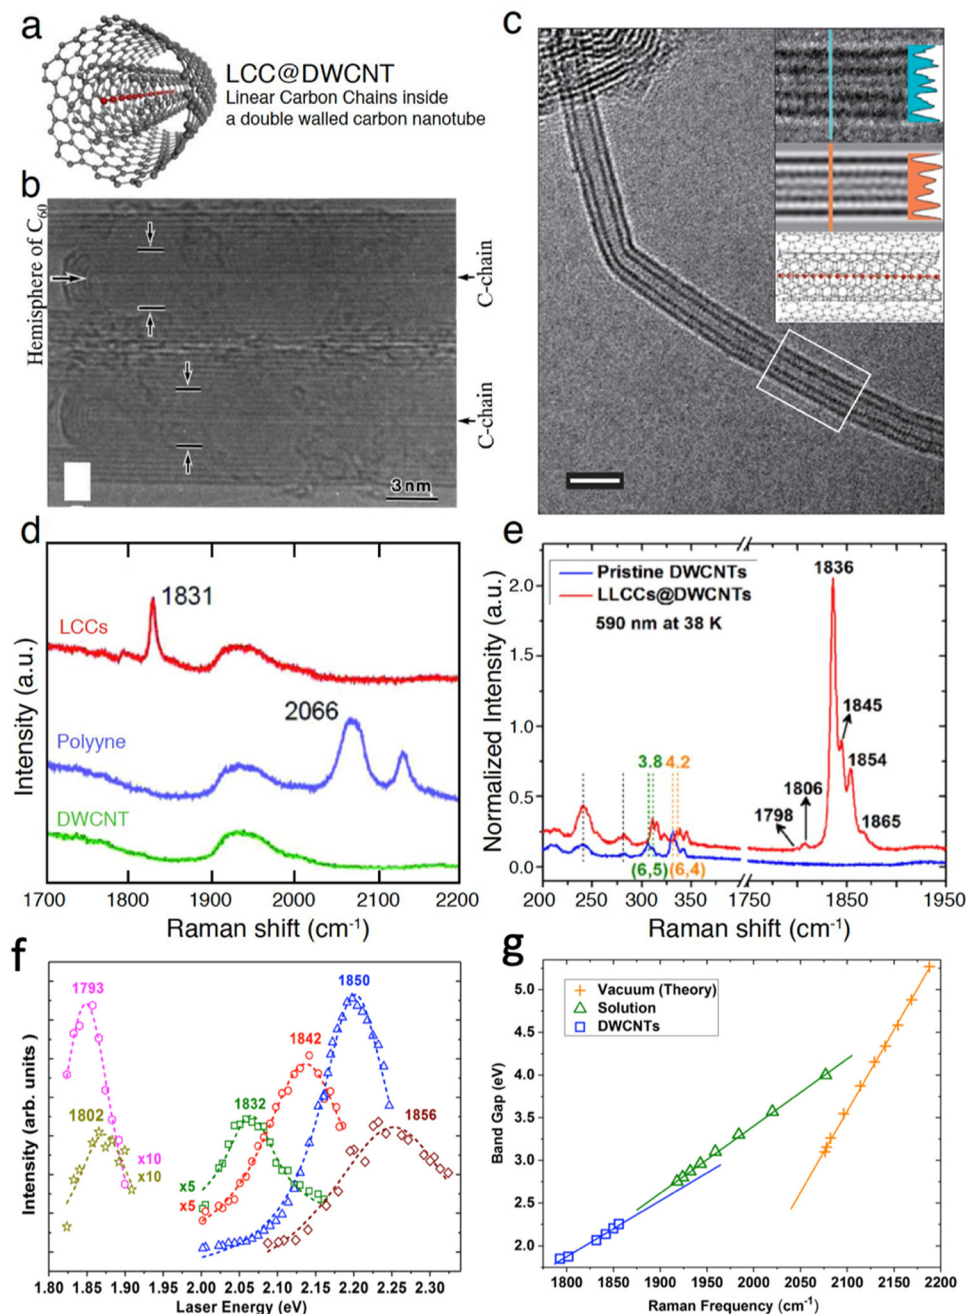 a
LCC@DWCNT
Linear Carbon Chains inside
a double walled carbon nanotube
b
Hemisphere of C60
C-chain
C-chain
3 nm
c
d
1831
LCCs
2066
Polyyne
DWCNT
Intensity (a.u.)
1700 1800 1900 2000 2100 2200
Raman shift (cm-1)
e
Pristine DWCNTs
LLCCs@DWCNTs
590 nm at 38 K
1836
1845
1854
1865
1806
1798
3.8 4.2
(6,5) (6,4)
Normalized Intensity (a.u.)
2.0
1.5
1.0
0.5
0.0
200 250 300 350 1750 1850 1950
Raman shift (cm-1)
f
1793
1802
x10
x10
1832
1842
1850
1856
x5
x5
Intensity (arb. units )
1.80 1.85 1.90 1.95 2.00 2.05 2.10 2.15 2.20 2.25 2.30
Laser Energy (eV)
g
Vacuum (Theory)
Solution
DWCNTs
Band Gap (eV)
5.0
4.5
4.0
3.5
3.0
2.5
2.0
1800 1850 1900 1950 2000 2050 2100 2150 2200
Raman Frequency (cm-1)